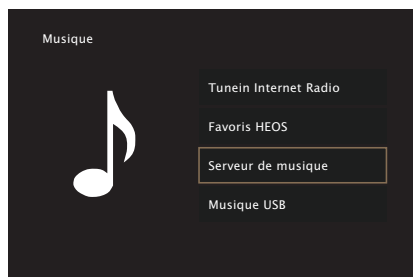 Musique
Tunein Internet Radio
Favoris HEOS
Serveur de musique
Musique USB